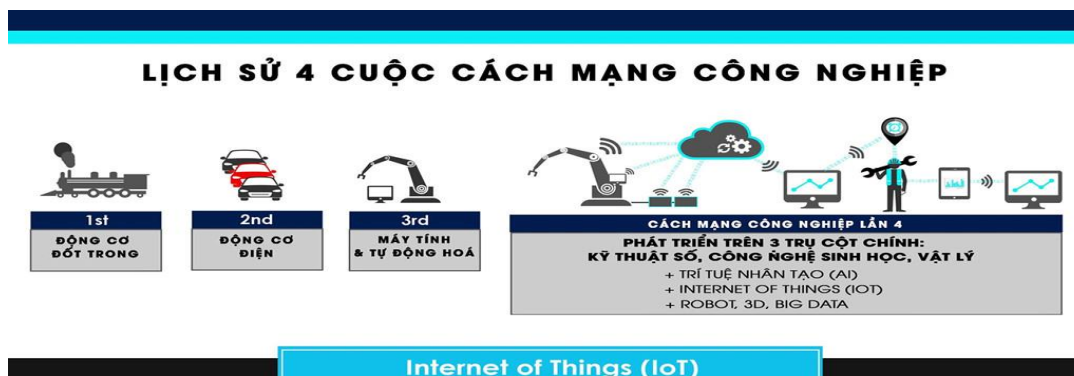 LỊCH SỬ 4 CUỘC CÁCH MẠNG CÔNG NGHIỆP
1st
ĐỘNG CƠ
ĐỐT TRONG
2nd
ĐỘNG CƠ
ĐIỆN
3rd
MÁY TÍNH
& TỰ ĐỘNG HOÁ
CÁCH MẠNG CÔNG NGHIỆP LẦN 4
PHÁT TRIỂN TRÊN 3 TRỤ CỘT CHÍNH:
KỸ THUẬT SỐ, CÔNG NGHỆ SINH HỌC, VẬT LÝ
+ TRÍ TUỆ NHÂN TẠO (AI)
+ INTERNET OF THINGS (IOT)
+ ROBOT, 3D, BIG DATA
Internet of Things (IoT)